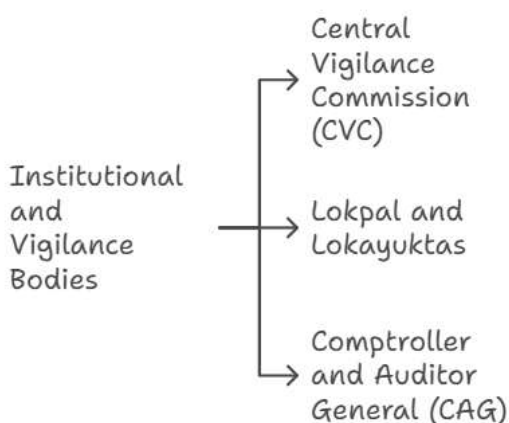 Institutional
and
Vigilance
Bodies
Central
Vigilance
Commission
(CVC)
Lokpal and
Lokayuktas
Comptroller
and Auditor
General (CAG)